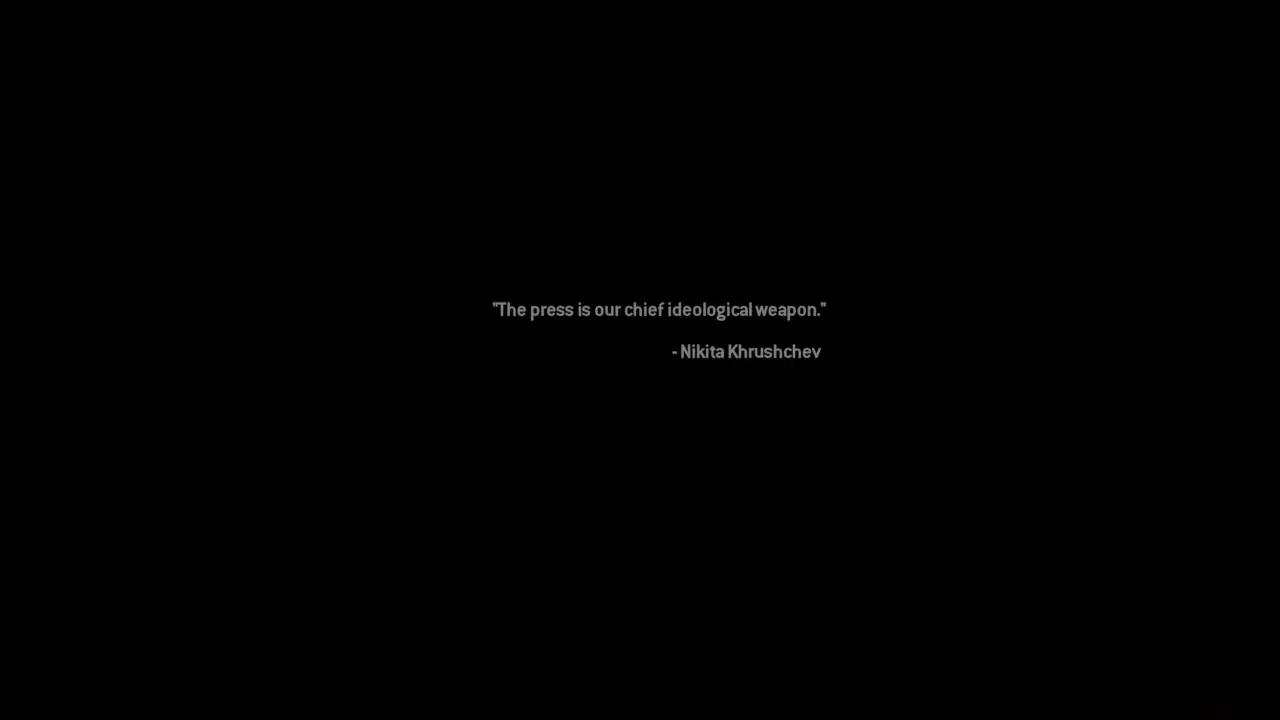 "The press is our chief ideological weapon."
- Nikita Khrushchev